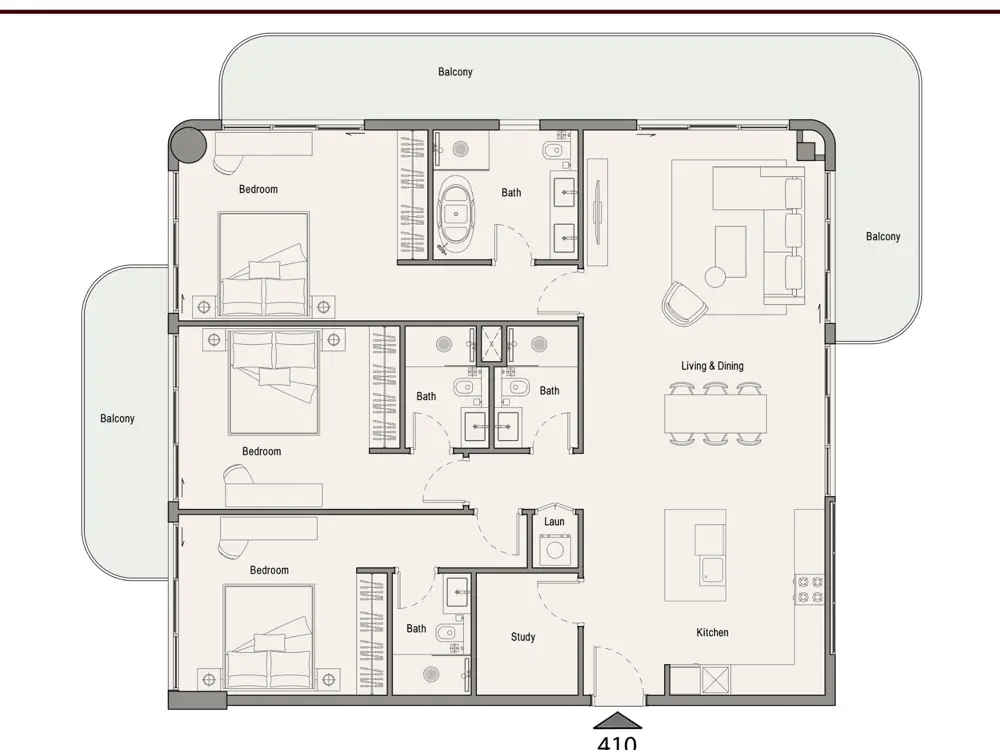 Balcony
Bedroom
Bath
Balcony
Living & Dining
Bath
Bath
Balcony
Bedroom
Laun
Bedroom
Bath
Study
Kitchen
410